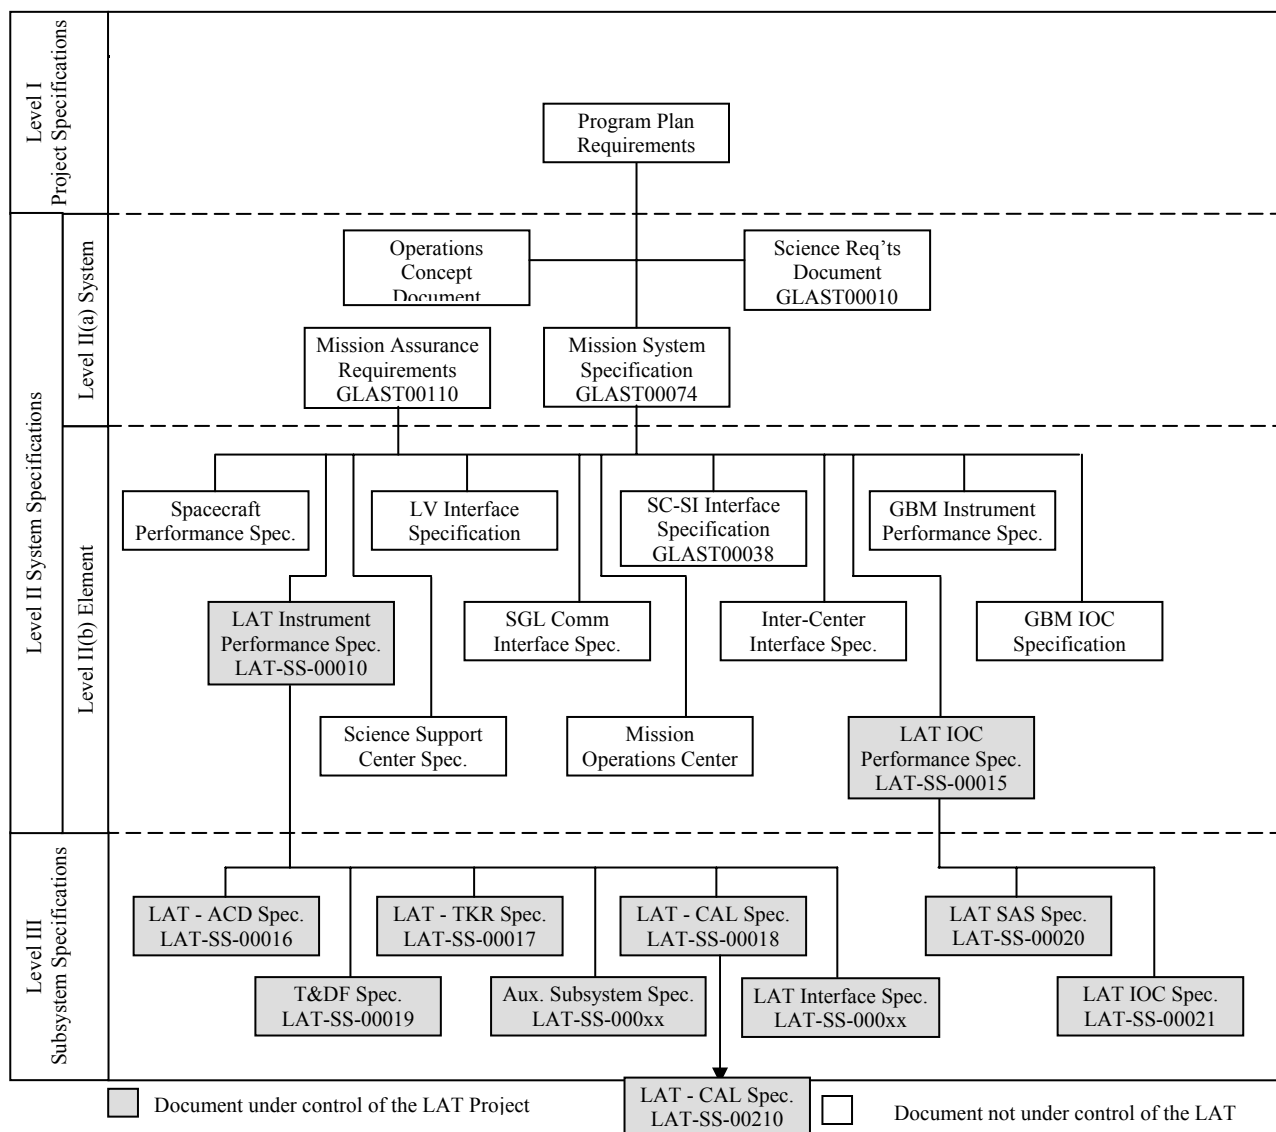 Level I
Project Specifications
Program Plan
Requirements
Level II System Specifications
Level II(a) System
Operations
Concept
Document
Science Req'ts
Document
GLAST00010
Mission Assurance
Requirements
GLAST00110
Mission System
Specification
GLAST00074
Level II(b) Element
Spacecraft
Performance Spec.
LV Interface
Specification
SC-SI Interface
Specification
GLAST00038
GBM Instrument
Performance Spec.
LAT Instrument
Performance Spec.
LAT-SS-00010
SGL Comm
Interface Spec.
Inter-Center
Interface Spec.
GBM IOC
Specification
Science Support
Center Spec.
Mission
Operations Center
LAT IOC
Performance Spec.
LAT-SS-00015
Level III
Subsystem Specifications
LAT - ACD Spec.
LAT-SS-00016
LAT - TKR Spec.
LAT-SS-00017
LAT - CAL Spec.
LAT-SS-00018
LAT SAS Spec.
LAT-SS-00020
T&DF Spec.
LAT-SS-00019
Aux. Subsystem Spec.
LAT-SS-000xx
LAT Interface Spec.
LAT-SS-000xx
LAT IOC Spec.
LAT-SS-00021
LAT - CAL Spec.
LAT-SS-00210
Document under control of the LAT Project
Document not under control of the LAT